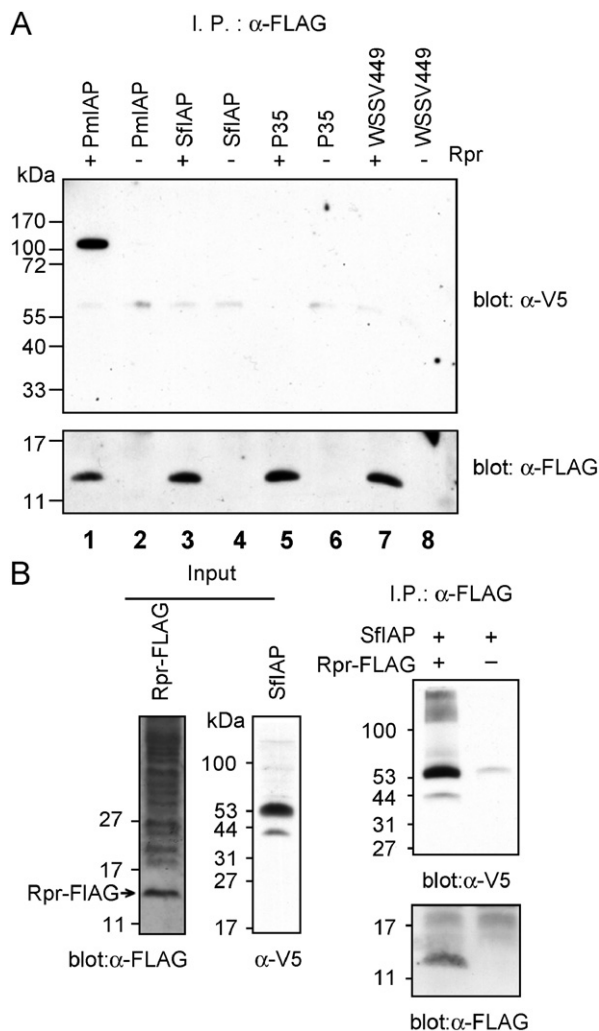 A
I. P. : α-FLAG
PmIAP PmIAP SfIAP SfIAP P35 P35 WSSV449 WSSV449
+ - + - + - + - Rpr
kDa
170
100
72
55
40
33
blot: α-V5
17
11
blot: α-FLAG
1 2 3 4 5 6 7 8
B
Input
Rpr-FLAG
SfIAP
27
17
Rpr-FlAG
11
blot:α-FLAG
kDa
100
53
44
31
27
17
α-V5
I.P.: α-FLAG
SfIAP + +
Rpr-FLAG + −
100
53
44
31
27
blot:α-V5
17
11
blot:α-FLAG